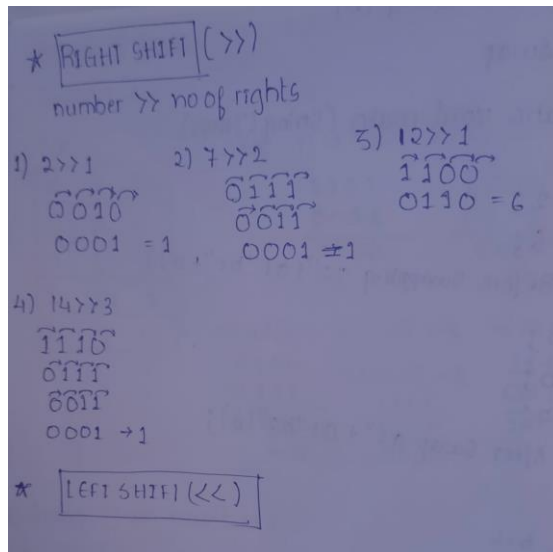 * RIGHT SHIFT (>>)
number >> no of rights
1) 2>>1
0010
0001 = 1 ,
2) 7>>2
0111
0011
0001 = 1
3) 12>>1
1100
0110 = 6
4) 14>>3
1110
0111
0011
0001 → 1
* LEFT SHIFT (<<)